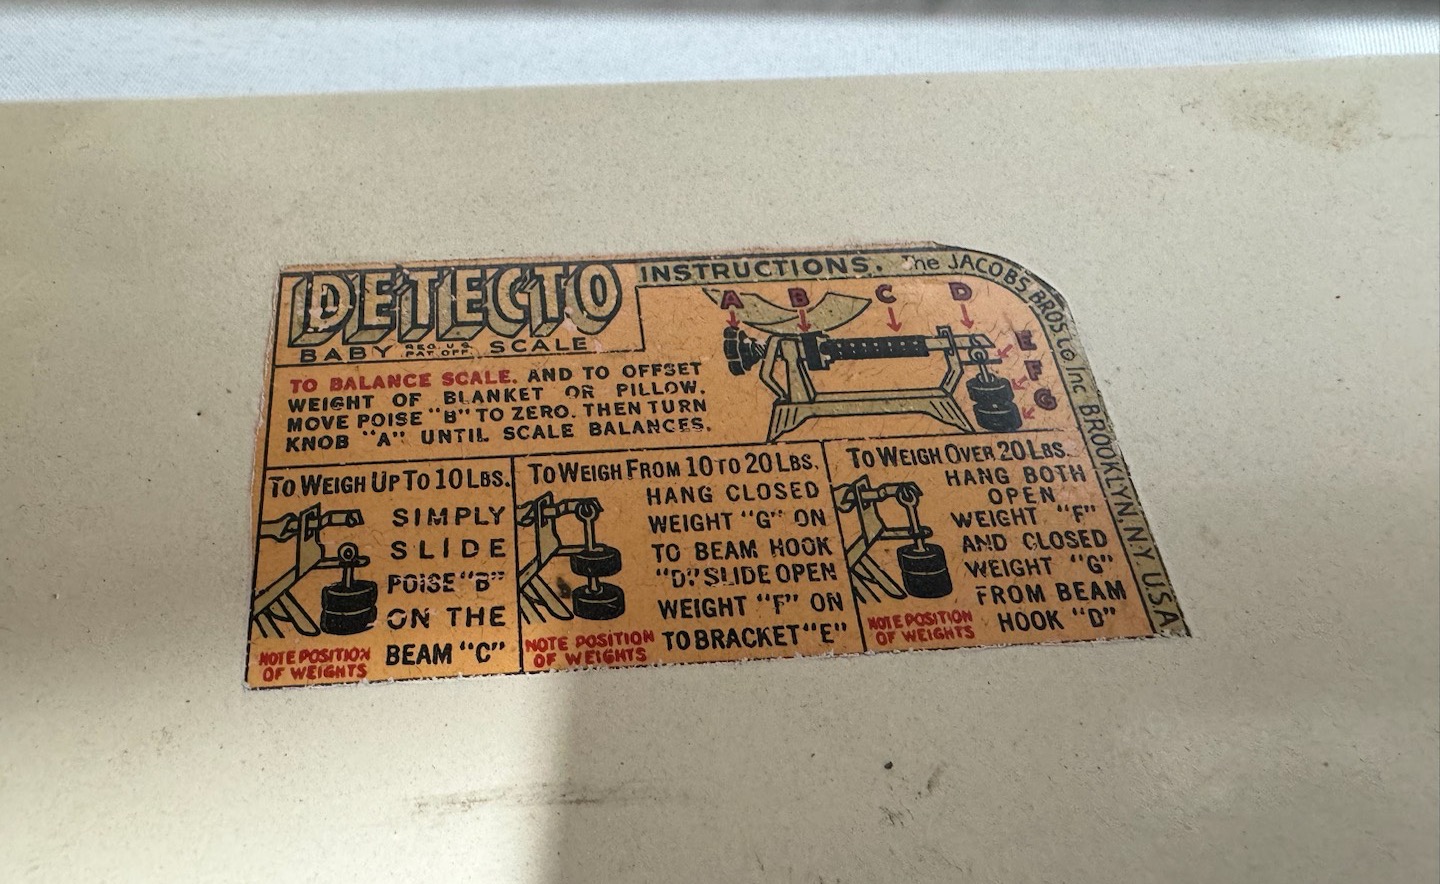 DETECTO
BABY REG. U.S. PAT. OFF. SCALE
INSTRUCTIONS. The JACOBS BROS. Co Inc BROOKLYN. N.Y. U.S.A.
TO BALANCE SCALE. AND TO OFFSET
WEIGHT OF BLANKET OR PILLOW.
MOVE POISE "B" TO ZERO. THEN TURN
KNOB "A" UNTIL SCALE BALANCES.
A B C D
E
F
G
TO WEIGH UP TO 10 LBS.
SIMPLY
SLIDE
POISE "B"
ON THE
BEAM "C"
NOTE POSITION
OF WEIGHTS
TO WEIGH FROM 10 TO 20 LBS.
HANG CLOSED
WEIGHT "G" ON
TO BEAM HOOK
"D". SLIDE OPEN
WEIGHT "F" ON
TO BRACKET "E"
NOTE POSITION
OF WEIGHTS
TO WEIGH OVER 20 LBS.
HANG BOTH
OPEN
WEIGHT "F"
AND CLOSED
WEIGHT "G"
FROM BEAM
HOOK "D"
NOTE POSITION
OF WEIGHTS